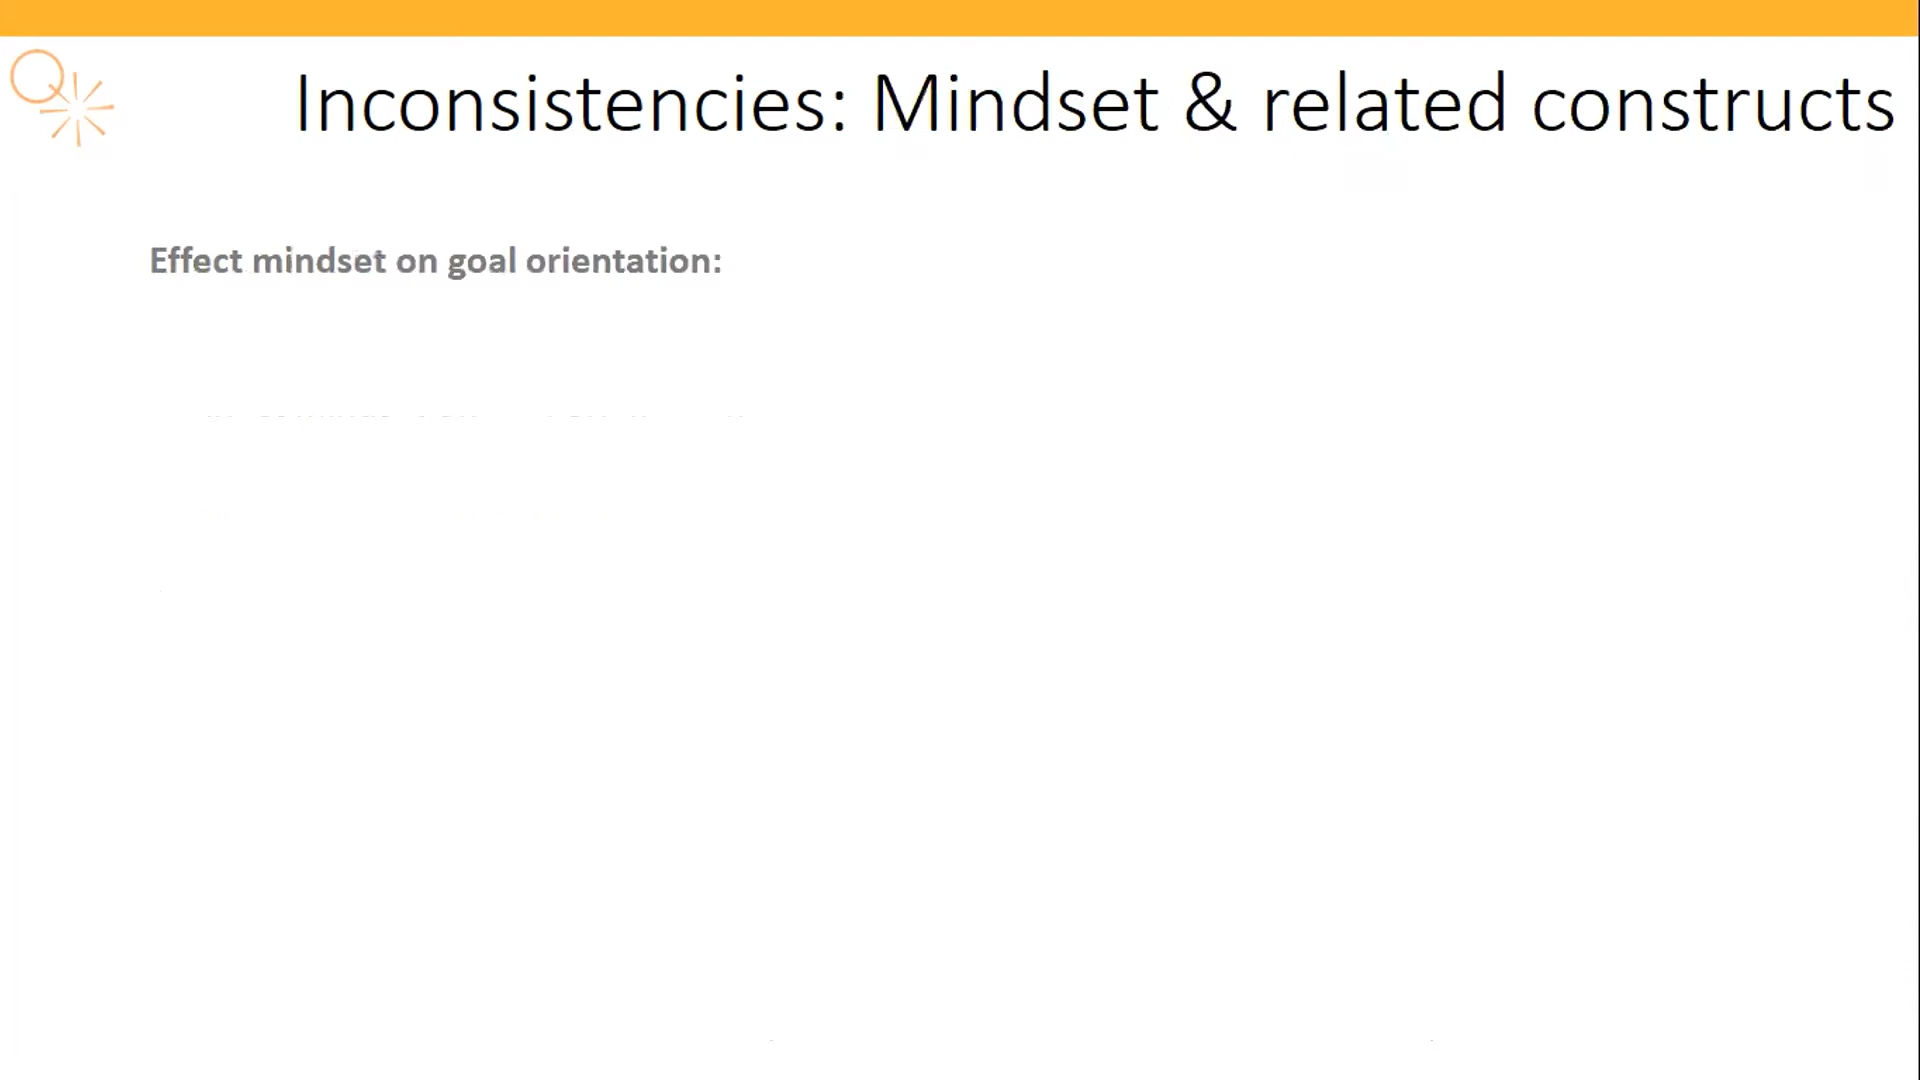 Inconsistencies: Mindset & related constructs
Effect mindset on goal orientation: